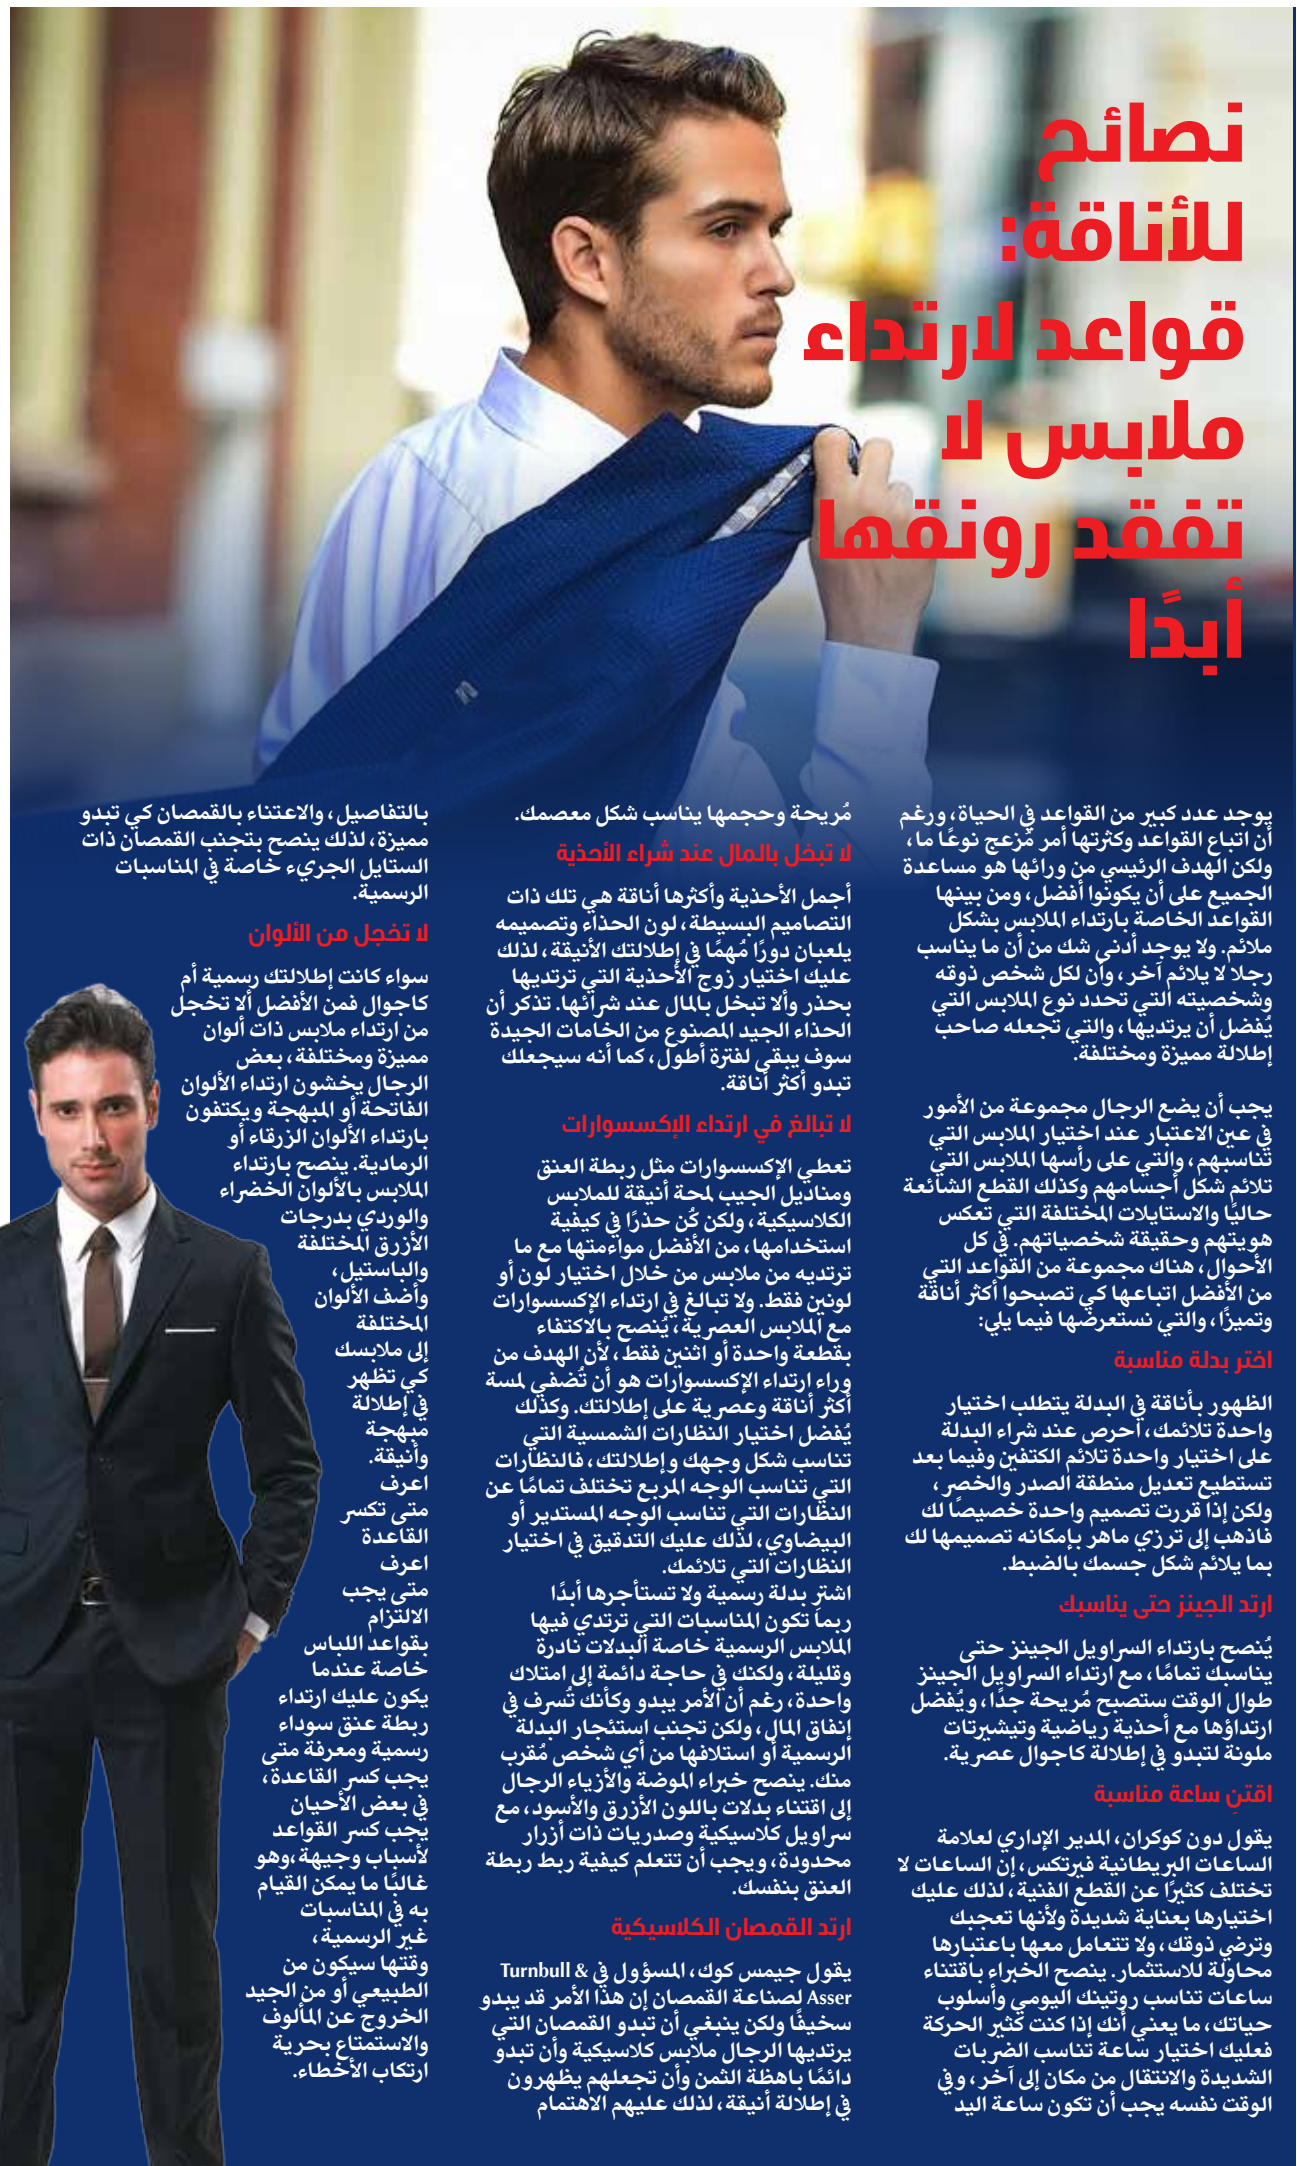 نصائح
للأناقة:
قواعد لارتداء
ملابس لا
تفقد رونقها
أبدًا
يوجد عدد كبير من القواعد في الحياة، ورغم
أن اتباع القواعد وكثرتها أمر مُزعج نوعًا ما،
ولكن الهدف الرئيسي من ورائها هو مساعدة
الجميع على أن يكونوا أفضل، ومن بينها
القواعد الخاصة بارتداء الملابس بشكل
ملائم. ولا يوجد أدنى شك من أن ما يناسب
رجلا لا يلائم آخر، وأن لكل شخص ذوقه
وشخصيته التي تحدد نوع الملابس التي
يُفضل أن يرتديها، والتي تجعله صاحب
إطلالة مميزة ومختلفة.
يجب أن يضع الرجال مجموعة من الأمور
في عين الاعتبار عند اختيار الملابس التي
تناسبهم، والتي على رأسها الملابس التي
تلائم شكل أجسامهم وكذلك القطع الشائعة
حاليًا والاستايلات المختلفة التي تعكس
هويتهم وحقيقة شخصياتهم. في كل
الأحوال، هناك مجموعة من القواعد التي
من الأفضل اتباعها كي تصبحوا أكثر أناقة
وتميزًا، والتي نستعرضها فيما يلي:
اختر بدلة مناسبة
الظهور بأناقة في البدلة يتطلب اختيار
واحدة تلائمك، احرص عند شراء البدلة
على اختيار واحدة تلائم الكتفين وفيما بعد
تستطيع تعديل منطقة الصدر والخصر،
ولكن إذا قررت تصميم واحدة خصيصًا لك
فاذهب إلى ترزي ماهر بإمكانه تصميمها لك
بما يلائم شكل جسمك بالضبط.
ارتد الجينز حتى يناسبك
يُنصح بارتداء السراويل الجينز حتى
يناسبك تمامًا، مع ارتداء السراويل الجينز
طوال الوقت ستصبح مُريحة جدًا، ويُفضل
ارتداؤها مع أحذية رياضية وتيشيرتات
ملونة لتبدو في إطلالة كاجوال عصرية.
اقتنِ ساعة مناسبة
يقول دون كوكران، المدير الإداري لعلامة
الساعات البريطانية فيرتكس، إن الساعات لا
تختلف كثيرًا عن القطع الفنية، لذلك عليك
اختيارها بعناية شديدة ولأنها تعجبك
وترضي ذوقك، ولا تتعامل معها باعتبارها
محاولة للاستثمار. ينصح الخبراء باقتناء
ساعات تناسب روتينك اليومي وأسلوب
حياتك، ما يعني أنك إذا كنت كثير الحركة
فعليك اختيار ساعة تناسب الضربات
الشديدة والانتقال من مكان إلى آخر، وفي
الوقت نفسه يجب أن تكون ساعة اليد
مُريحة وحجمها يناسب شكل معصمك.
لا تبخل بالمال عند شراء الأحذية
أجمل الأحذية وأكثرها أناقة هي تلك ذات
التصاميم البسيطة، لون الحذاء وتصميمه
يلعبان دورًا مُهمًا في إطلالتك الأنيقة، لذلك
عليك اختيار زوج الأحذية التي ترتديها
بحذر وألا تبخل بالمال عند شرائها. تذكر أن
الحذاء الجيد المصنوع من الخامات الجيدة
سوف يبقى لفترة أطول، كما أنه سيجعلك
تبدو أكثر أناقة.
لا تبالغ في ارتداء الإكسسوارات
تعطي الإكسسوارات مثل ربطة العنق
ومناديل الجيب لمحة أنيقة للملابس
الكلاسيكية، ولكن كُن حذرًا في كيفية
استخدامها، من الأفضل مواءمتها مع ما
ترتديه من ملابس من خلال اختيار لون أو
لونين فقط. ولا تبالغ في ارتداء الإكسسوارات
مع الملابس العصرية، يُنصح بالاكتفاء
بقطعة واحدة أو اثنين فقط، لأن الهدف من
وراء ارتداء الإكسسوارات هو أن تُضفي لمسة
أكثر أناقة وعصرية على إطلالتك. وكذلك
يُفضل اختيار النظارات الشمسية التي
تناسب شكل وجهك وإطلالتك، فالنظارات
التي تناسب الوجه المربع تختلف تمامًا عن
النظارات التي تناسب الوجه المستدير أو
البيضاوي، لذلك عليك التدقيق في اختيار
النظارات التي تلائمك.
اشترِ بدلة رسمية ولا تستأجرها أبدًا
ربما تكون المناسبات التي ترتدي فيها
الملابس الرسمية خاصة البدلات نادرة
وقليلة، ولكنك في حاجة دائمة إلى امتلاك
واحدة، رغم أن الأمر يبدو وكأنك تُسرف في
إنفاق المال، ولكن تجنب استئجار البدلة
الرسمية أو استلافها من أي شخص مُقرب
منك. ينصح خبراء الموضة والأزياء الرجال
إلى اقتناء بدلات باللون الأزرق والأسود، مع
سراويل كلاسيكية وصدريات ذات أزرار
محدودة، ويجب أن تتعلم كيفية ربط ربطة
العنق بنفسك.
ارتد القمصان الكلاسيكية
يقول جيمس كوك، المسؤول في Turnbull &
Asser لصناعة القمصان إن هذا الأمر قد يبدو
سخيفًا ولكن ينبغي أن تبدو القمصان التي
يرتديها الرجال ملابس كلاسيكية وأن تبدو
دائمًا باهظة الثمن وأن تجعلهم يظهرون
في إطلالة أنيقة، لذلك عليهم الاهتمام
بالتفاصيل، والاعتناء بالقمصان كي تبدو
مميزة، لذلك ينصح بتجنب القمصان ذات
الستايل الجريء خاصة في المناسبات
الرسمية.
لا تخجل من الألوان
سواء كانت إطلالتك رسمية أم
كاجوال فمن الأفضل ألا تخجل
من ارتداء ملابس ذات ألوان
مميزة ومختلفة، بعض
الرجال يخشون ارتداء الألوان
الفاتحة أو المبهجة ويكتفون
بارتداء الألوان الزرقاء أو
الرمادية. ينصح بارتداء
الملابس بالألوان الخضراء
والوردي بدرجات
الأزرق المختلفة
والباستيل،
وأضف الألوان
المختلفة
إلى ملابسك
كي تظهر
في إطلالة
مبهجة
وأنيقة.
اعرف
متى تكسر
القاعدة
اعرف
متى يجب
الالتزام
بقواعد اللباس
خاصة عندما
يكون عليك ارتداء
ربطة عنق سوداء
رسمية ومعرفة متى
يجب كسر القاعدة،
في بعض الأحيان
يجب كسر القواعد
لأسباب وجيهة،وهو
غالبًا ما يمكن القيام
به في المناسبات
غير الرسمية،
وقتها سيكون من
الطبيعي أو من الجيد
الخروج عن المألوف
والاستمتاع بحرية
ارتكاب الأخطاء.